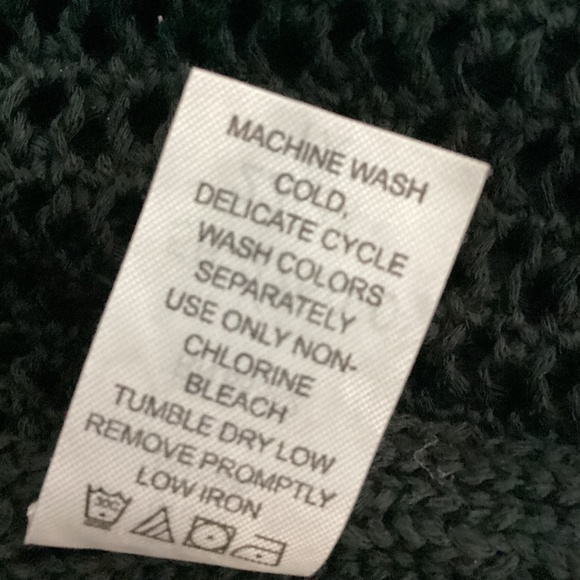 MACHINE WASH
COLD,
DELICATE CYCLE
WASH COLORS
SEPARATELY
USE ONLY NON-
CHLORINE
BLEACH
TUMBLE DRY LOW
REMOVE PROMPTLY
LOW IRON
30C